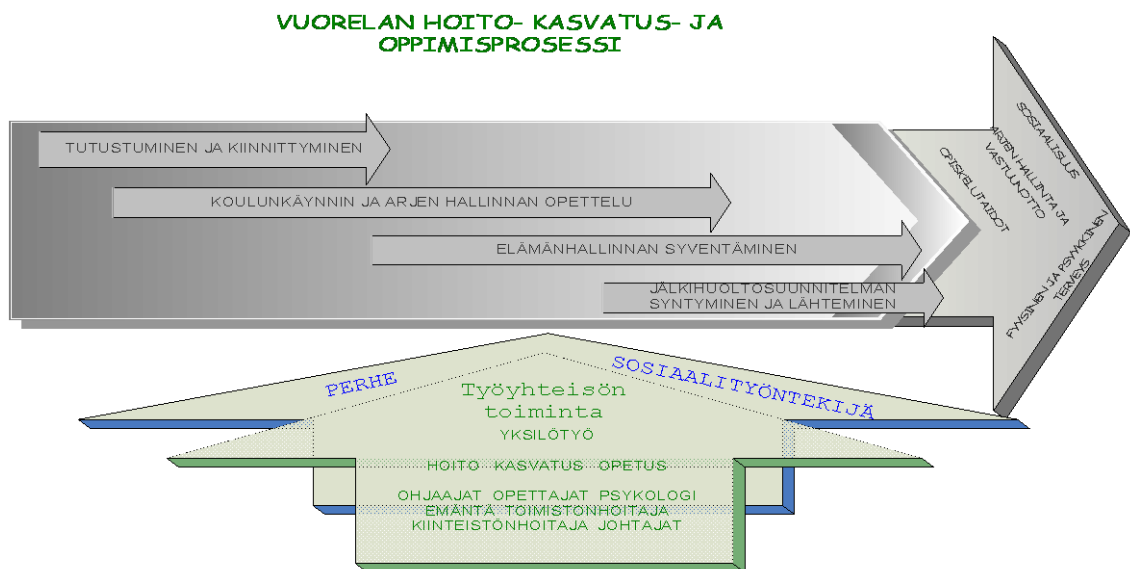 VUORELAN HOITO- KASVATUS- JA
OPPIMISPROSESSI
TUTUSTUMINEN JA KIINNITTYMINEN
KOULUNKÄYNNIN JA ARJEN HALLINNAN OPETTELU
ELÄMÄNHALLINNAN SYVENTÄMINEN
JÄLKIHUOLTOSUUNNITELMAN
SYNTYMINEN JA LÄHTEMINEN
SOSIAALISUUS
ARJEN HALLINTA JA
VASTUUNOTTO
OPISKELUTAIDOT
FYYSINEN JA PSYYKKINEN
TERVEYS
PERHE
SOSIAALITYÖNTEKIJÄ
Työyhteisön
toiminta
YKSILÖTYÖ
HOITO KASVATUS OPETUS
OHJAAJAT OPETTAJAT PSYKOLOGI
EMÄNTÄ TOIMISTONHOITAJA
KIINTEISTÖNHOITAJA JOHTAJAT